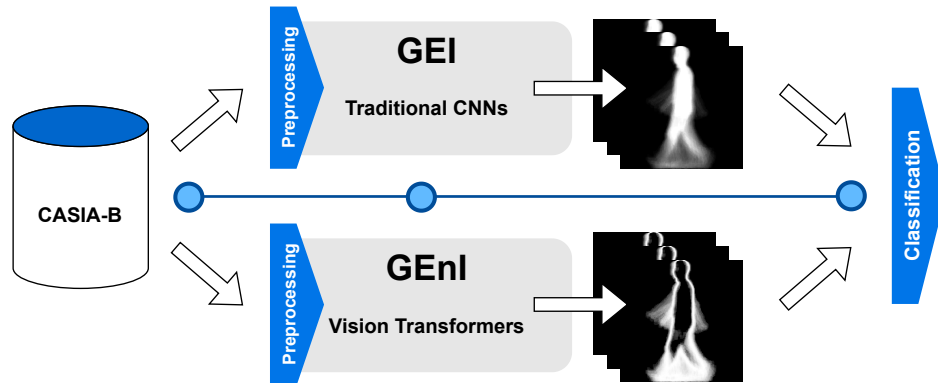 CASIA-B
Preprocessing
GEI
Traditional CNNs
Preprocessing
GEnI
Vision Transformers
Classification